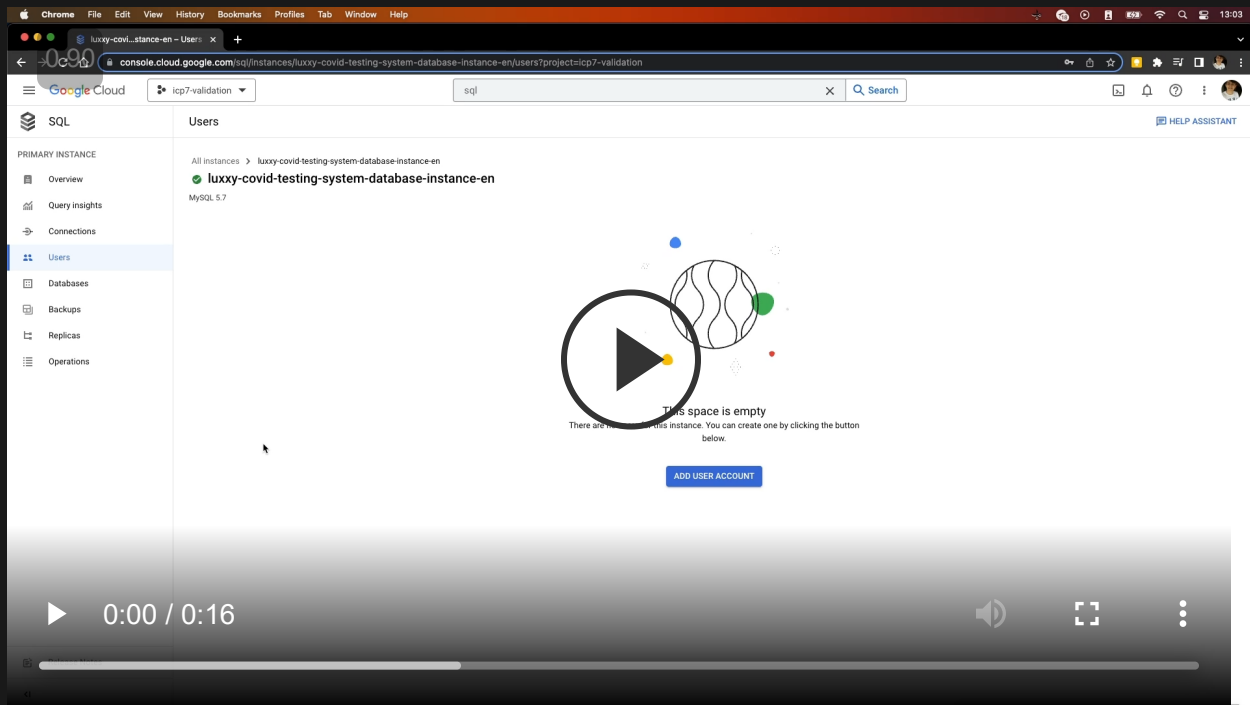 Chrome File Edit View History Bookmarks Profiles Tab Window Help 13:03
luxxy-covi...stance-en – Users
0.90
console.cloud.google.com/sql/instances/luxxy-covid-testing-system-database-instance-en/users?project=icp7-validation
Google Cloud icp7-validation sql Search
SQL Users HELP ASSISTANT
PRIMARY INSTANCE
All instances > luxxy-covid-testing-system-database-instance-en
luxxy-covid-testing-system-database-instance-en
MySQL 5.7
Overview
Query insights
Connections
Users
Databases
Backups
Replicas
Operations
This space is empty
There are this instance. You can create one by clicking the button
below.
ADD USER ACCOUNT
0:00 / 0:16
Release Notes